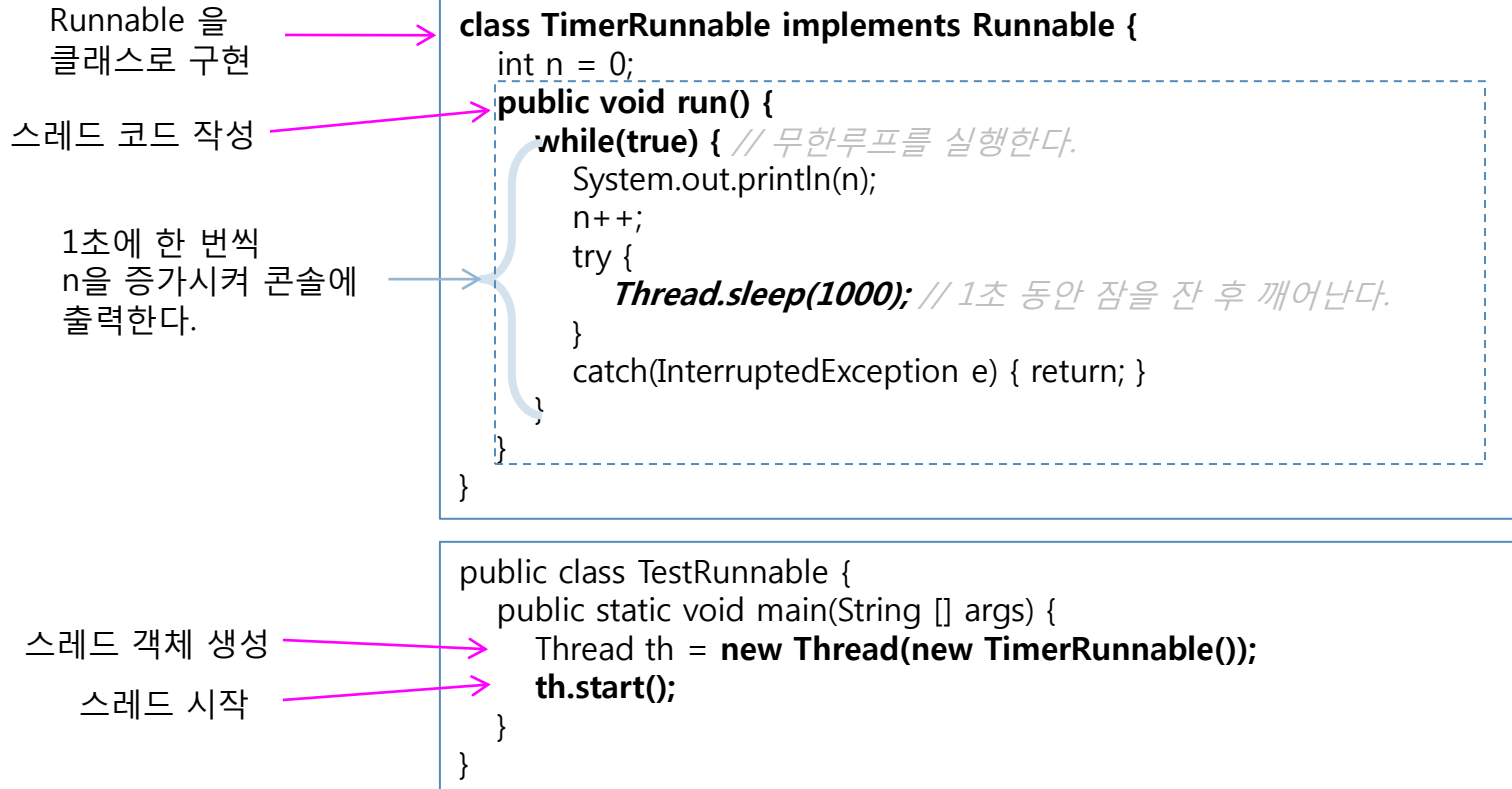 Runnable 을
클래스로 구현
스레드 코드 작성
1초에 한 번씩
n을 증가시켜 콘솔에
출력한다.
class TimerRunnable implements Runnable {
int n = 0;
public void run() {
while(true) { // 무한루프를 실행한다.
System.out.println(n);
n++;
try {
Thread.sleep(1000); // 1초 동안 잠을 잔 후 깨어난다.
}
catch(InterruptedException e) { return; }
}
}
}
스레드 객체 생성
스레드 시작
public class TestRunnable {
public static void main(String [] args) {
Thread th = new Thread(new TimerRunnable());
th.start();
}
}